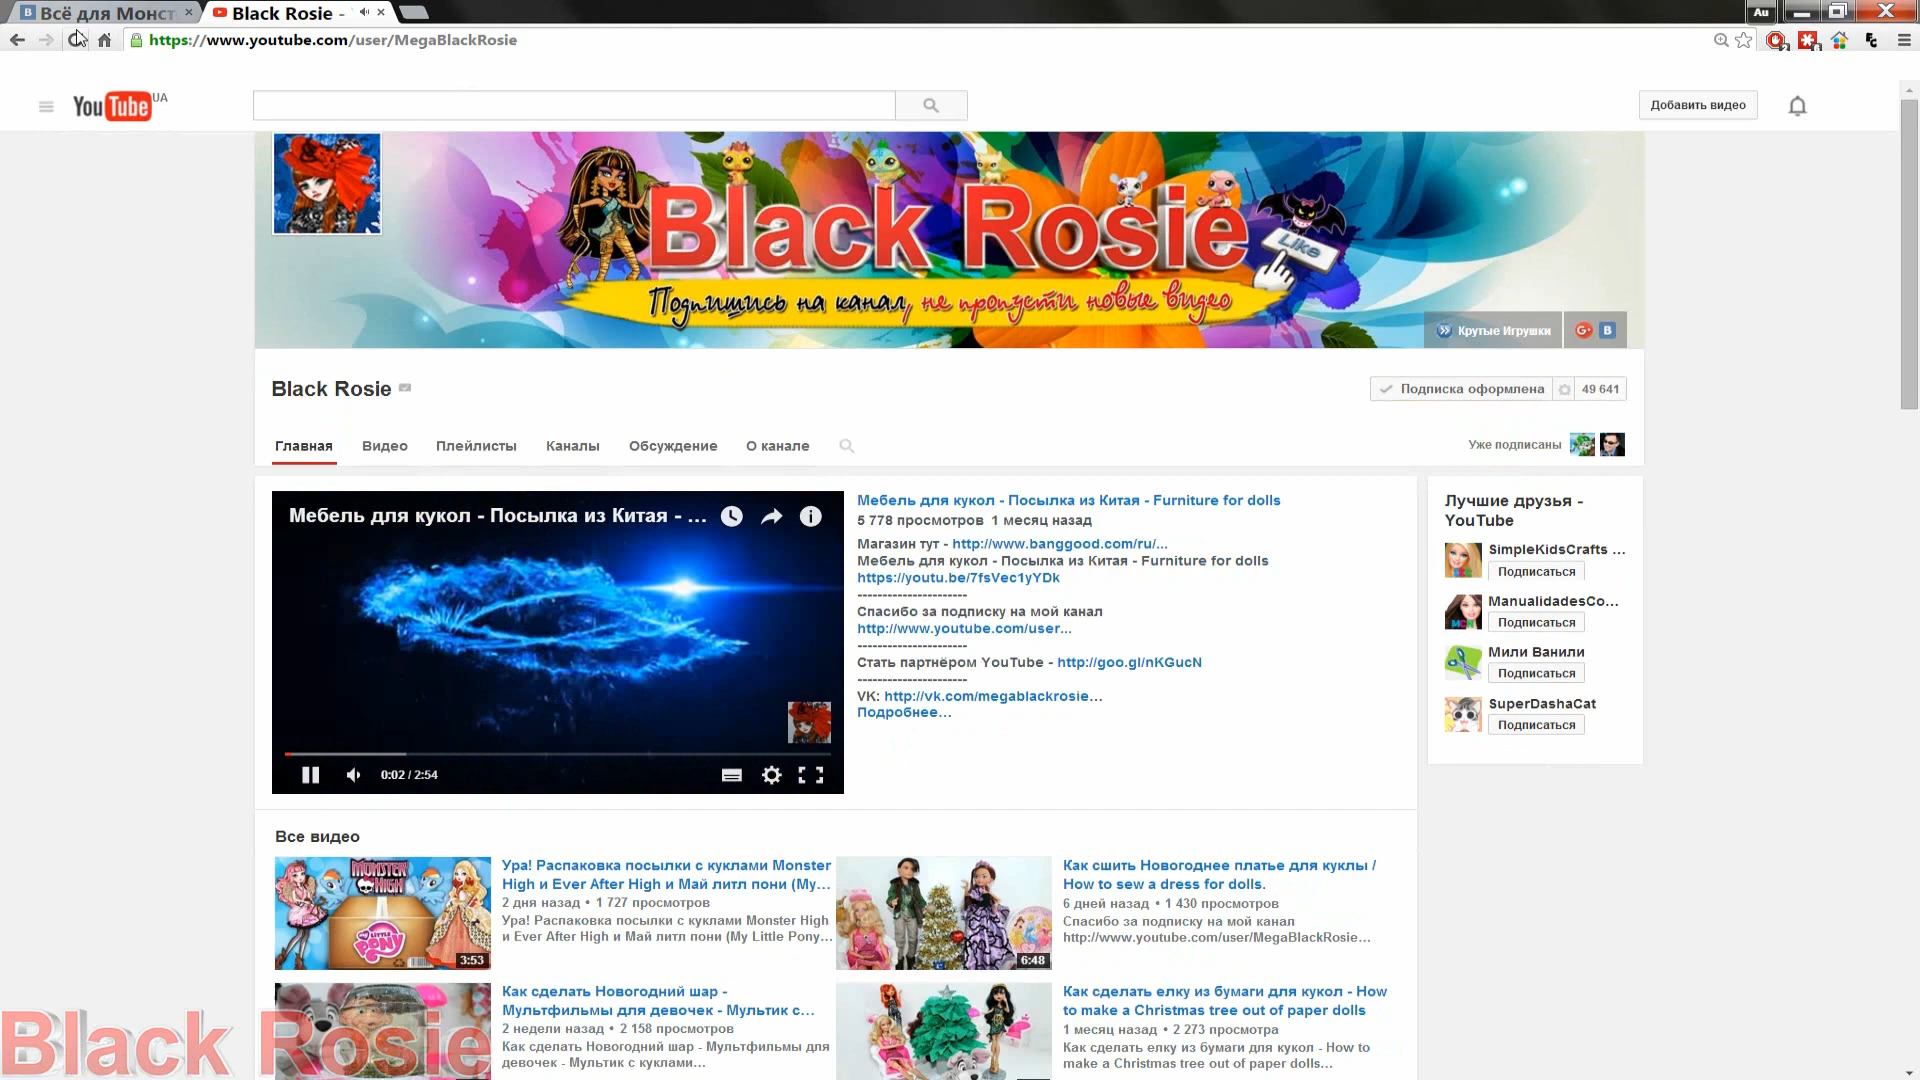 Всё для Монст
Black Rosie -
Au
https://www.youtube.com/user/MegaBlackRosie
YouTube UA
Добавить видео
Black Rosie
Like
Подпишись на канал, не пропусти новые видео
Крутые Игрушки
Black Rosie
Подписка оформлена
49 641
Главная
Видео
Плейлисты
Каналы
Обсуждение
О канале
Уже подписаны
Мебель для кукол - Посылка из Китая - ...
0:02 / 2:54
Мебель для кукол - Посылка из Китая - Furniture for dolls
5 778 просмотров 1 месяц назад
Магазин тут - http://www.banggood.com/ru/...
Мебель для кукол - Посылка из Китая - Furniture for dolls
https://youtu.be/7fsVec1yYDk
----------------------
Спасибо за подписку на мой канал
http://www.youtube.com/user...
----------------------
Стать партнёром YouTube - http://goo.gl/nKGucN
----------------------
VK: http://vk.com/megablackrosie...
Подробнее...
Лучшие друзья -
YouTube
SimpleKidsCrafts ...
Подписаться
ManualidadesCo...
Подписаться
Мили Ванили
Подписаться
SuperDashaCat
Подписаться
Все видео
MONSTER
HIGH
my LITTLE
Pony
3:53
Ура! Распаковка посылки с куклами Monster
High и Ever After High и Май литл пони (My...
2 дня назад • 1 727 просмотров
Ура! Распаковка посылки с куклами Monster High
и Ever After High и Май литл пони (My Little Pony...
6:48
Как сшить Новогоднее платье для куклы /
How to sew a dress for dolls.
6 дней назад • 1 430 просмотров
Спасибо за подписку на мой канал
http://www.youtube.com/user/MegaBlackRosie...
Как сделать Новогодний шар -
Мультфильмы для девочек - Мультик с...
2 недели назад • 2 158 просмотров
Как сделать Новогодний шар - Мультфильмы для
девочек - Мультик с куклами...
Как сделать елку из бумаги для кукол - How
to make a Christmas tree out of paper dolls
1 месяц назад • 2 273 просмотра
Как сделать елку из бумаги для кукол - How to
make a Christmas tree out of paper dolls...
Black Rosie